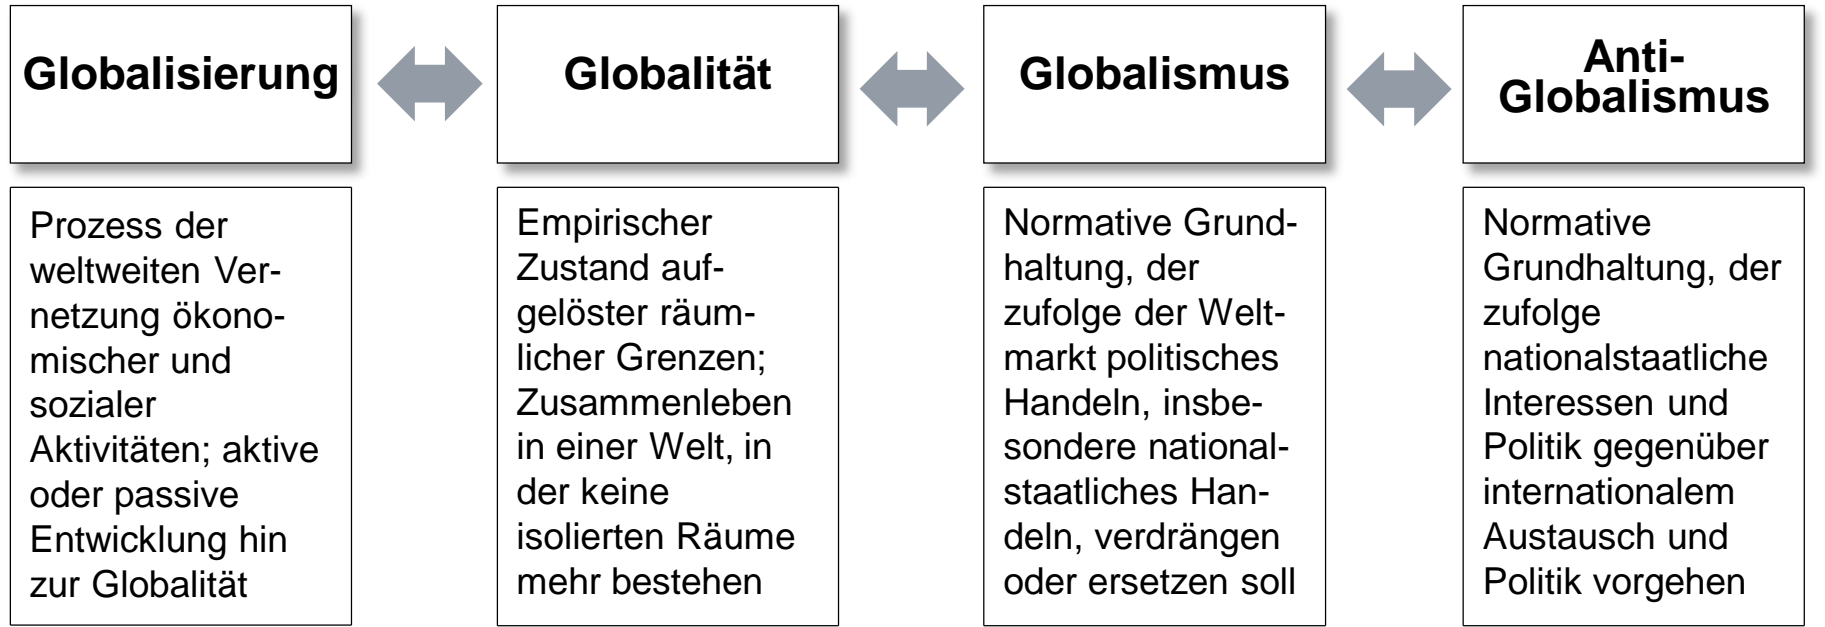 Globalisierung
Globalität
Globalismus
Anti-
Globalismus
Prozess der
weltweiten Ver-
netzung ökono-
mischer und
sozialer
Aktivitäten; aktive
oder passive
Entwicklung hin
zur Globalität
Empirischer
Zustand auf-
gelöster räum-
licher Grenzen;
Zusammenleben
in einer Welt, in
der keine
isolierten Räume
mehr bestehen
Normative Grund-
haltung, der
zufolge der Welt-
markt politisches
Handeln, insbe-
sondere national-
staatliches Han-
deln, verdrängen
oder ersetzen soll
Normative
Grundhaltung, der
zufolge
nationalstaatliche
Interessen und
Politik gegenüber
internationalem
Austausch und
Politik vorgehen